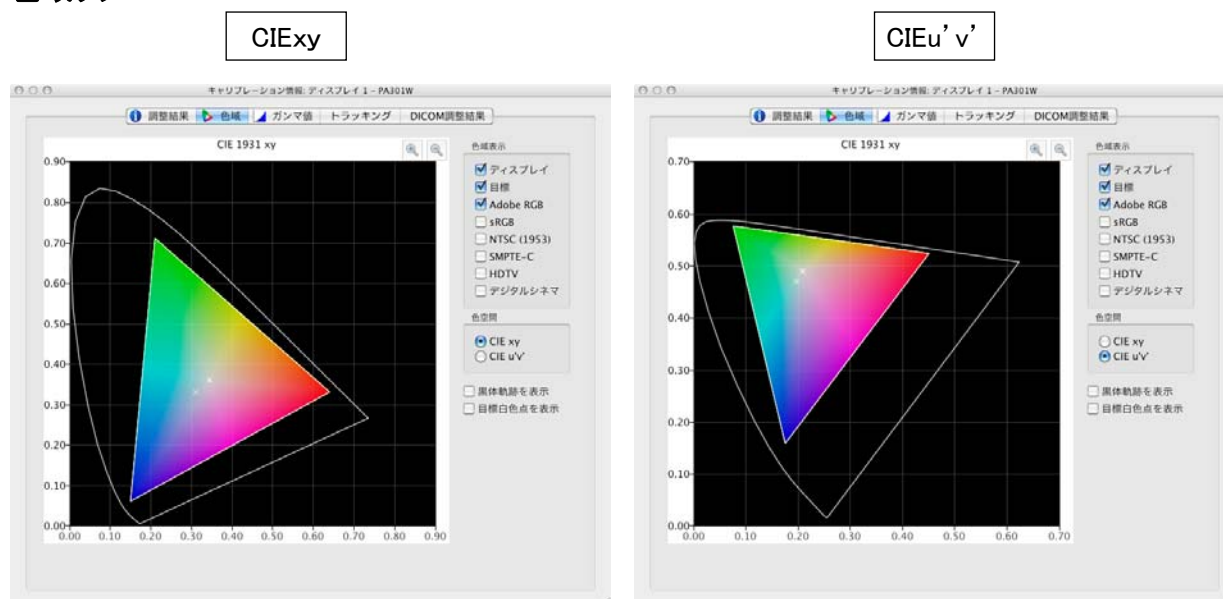 CIExy
CIEu'v'
キャリブレーション情報: ディスプレイ 1 – PA301W
調整結果 色域 ガンマ値 トラッキング DICOM調整結果
CIE 1931 xy
0.90
0.80
0.70
0.60
0.50
0.40
0.30
0.20
0.10
0.00
0.00 0.10 0.20 0.30 0.40 0.50 0.60 0.70 0.80 0.90
色域表示
ディスプレイ
目標
Adobe RGB
sRGB
NTSC (1953)
SMPTE-C
HDTV
デジタルシネマ
色空間
CIE xy
CIE u'v'
黒体軌跡を表示
目標白色点を表示
キャリブレーション情報: ディスプレイ 1 – PA301W
調整結果 色域 ガンマ値 トラッキング DICOM調整結果
CIE 1931 xy
0.70
0.60
0.50
0.40
0.30
0.20
0.10
0.00
0.00 0.10 0.20 0.30 0.40 0.50 0.60 0.70
色域表示
ディスプレイ
目標
Adobe RGB
sRGB
NTSC (1953)
SMPTE-C
HDTV
デジタルシネマ
色空間
CIE xy
CIE u'v'
黒体軌跡を表示
目標白色点を表示